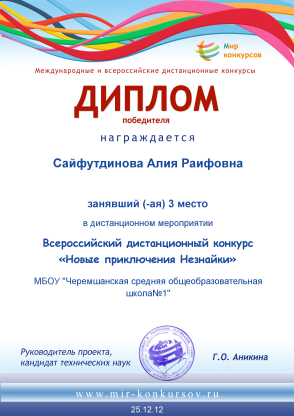 Мир
конкурсов
Международные и всероссийские дистанционные конкурсы
ДИПЛОМ
победителя
награждается
Сайфутдинова Алия Раифовна
занявший (-ая) 3 место
в дистанционном мероприятии
Всероссийский дистанционный конкурс
«Новые приключения Незнайки»
МБОУ "Черемшанская средняя общеобразовательная
школа№1"
Руководитель проекта,
кандидат технических наук
Г.О. Аникина
www.mir-konkursov.ru
25.12.12